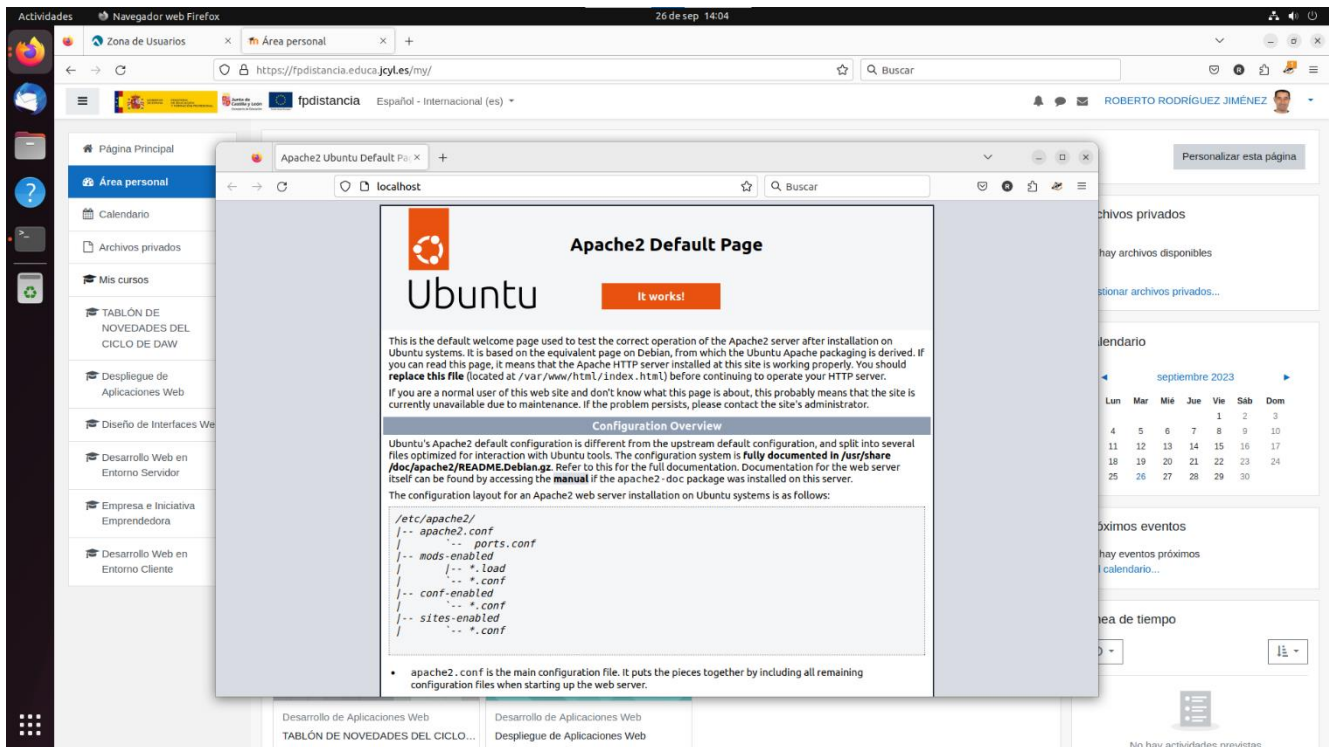 Actividades
Navegador web Firefox
26 de sep 14:04
Zona de Usuarios
Área personal
https://fpdistancia.educa.jcyl.es/my/
Buscar
fpdistancia
Español - Internacional (es)
ROBERTO RODRÍGUEZ JIMÉNEZ
Página Principal
Área personal
Calendario
Archivos privados
Mis cursos
TABLÓN DE
NOVEDADES DEL
CICLO DE DAW
Despliegue de
Aplicaciones Web
Diseño de Interfaces We
Desarrollo Web en
Entorno Servidor
Empresa e Iniciativa
Emprendedora
Desarrollo Web en
Entorno Cliente
Apache2 Ubuntu Default Pa
localhost
Buscar
Apache2 Default Page
Ubuntu
It works!
This is the default welcome page used to test the correct operation of the Apache2 server after installation on
Ubuntu systems. It is based on the equivalent page on Debian, from which the Ubuntu Apache packaging is derived. If
you can read this page, it means that the Apache HTTP server installed at this site is working properly. You should
replace this file (located at /var/www/html/index.html) before continuing to operate your HTTP server.
If you are a normal user of this web site and don't know what this page is about, this probably means that the site is
currently unavailable due to maintenance. If the problem persists, please contact the site's administrator.
Configuration Overview
Ubuntu's Apache2 default configuration is different from the upstream default configuration, and split into several
files optimized for interaction with Ubuntu tools. The configuration system is fully documented in /usr/share
/doc/apache2/README.Debian.gz. Refer to this for the full documentation. Documentation for the web server
itself can be found by accessing the manual if the apache2-doc package was installed on this server.
The configuration layout for an Apache2 web server installation on Ubuntu systems is as follows:
/etc/apache2/
|-- apache2.conf
|       `--  ports.conf
|-- mods-enabled
|       |-- *.load
|       `-- *.conf
|-- conf-enabled
|       `-- *.conf
|-- sites-enabled
|       `-- *.conf
• apache2.conf is the main configuration file. It puts the pieces together by including all remaining
configuration files when starting up the web server.
Personalizar esta página
chivos privados
hay archivos disponibles
stionar archivos privados...
lendario
◄ septiembre 2023 ►
Lun Mar Mié Jue Vie Sáb Dom
1 2 3
4 5 6 7 8 9 10
11 12 13 14 15 16 17
18 19 20 21 22 23 24
25 26 27 28 29 30
óximos eventos
hay eventos próximos
l calendario...
nea de tiempo
No hay actividades previstas
Desarrollo de Aplicaciones Web
TABLÓN DE NOVEDADES DEL CICLO...
Desarrollo de Aplicaciones Web
Despliegue de Aplicaciones Web